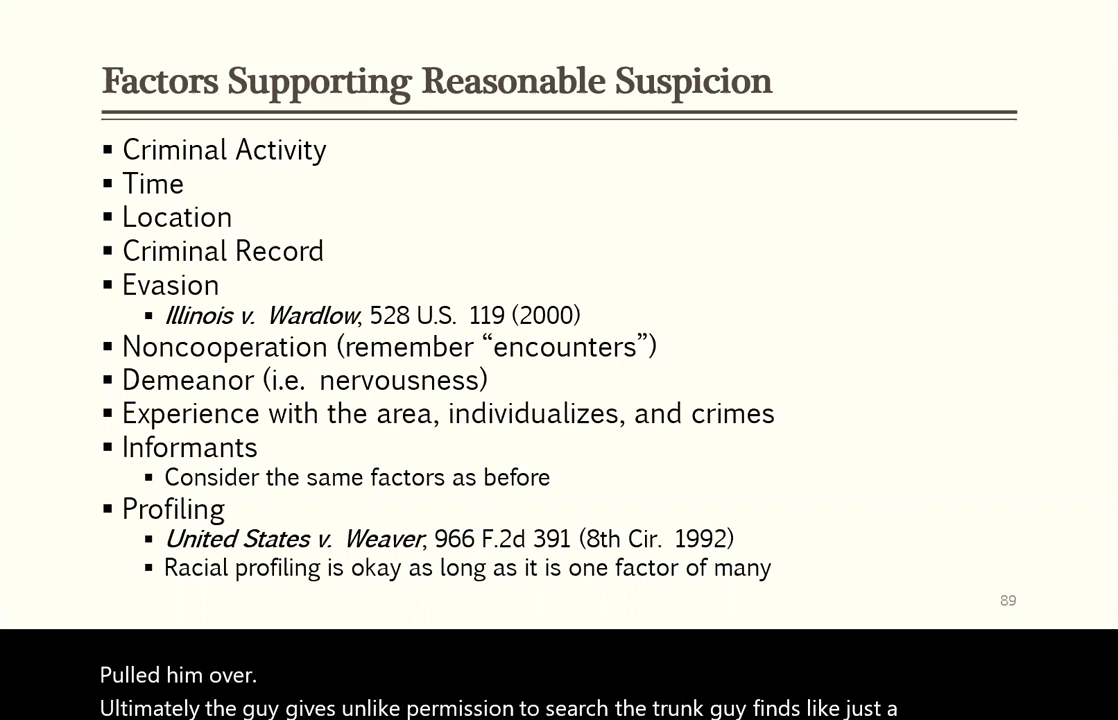 Factors Supporting Reasonable Suspicion
▪ Criminal Activity
▪ Time
▪ Location
▪ Criminal Record
▪ Evasion
▪ Illinois v. Wardlow, 528 U.S. 119 (2000)
▪ Noncooperation (remember “encounters”)
▪ Demeanor (i.e. nervousness)
▪ Experience with the area, individualizes, and crimes
▪ Informants
▪ Consider the same factors as before
▪ Profiling
▪ United States v. Weaver, 966 F.2d 391 (8th Cir. 1992)
▪ Racial profiling is okay as long as it is one factor of many
89
Pulled him over.
Ultimately the guy gives unlike permission to search the trunk guy finds like just a